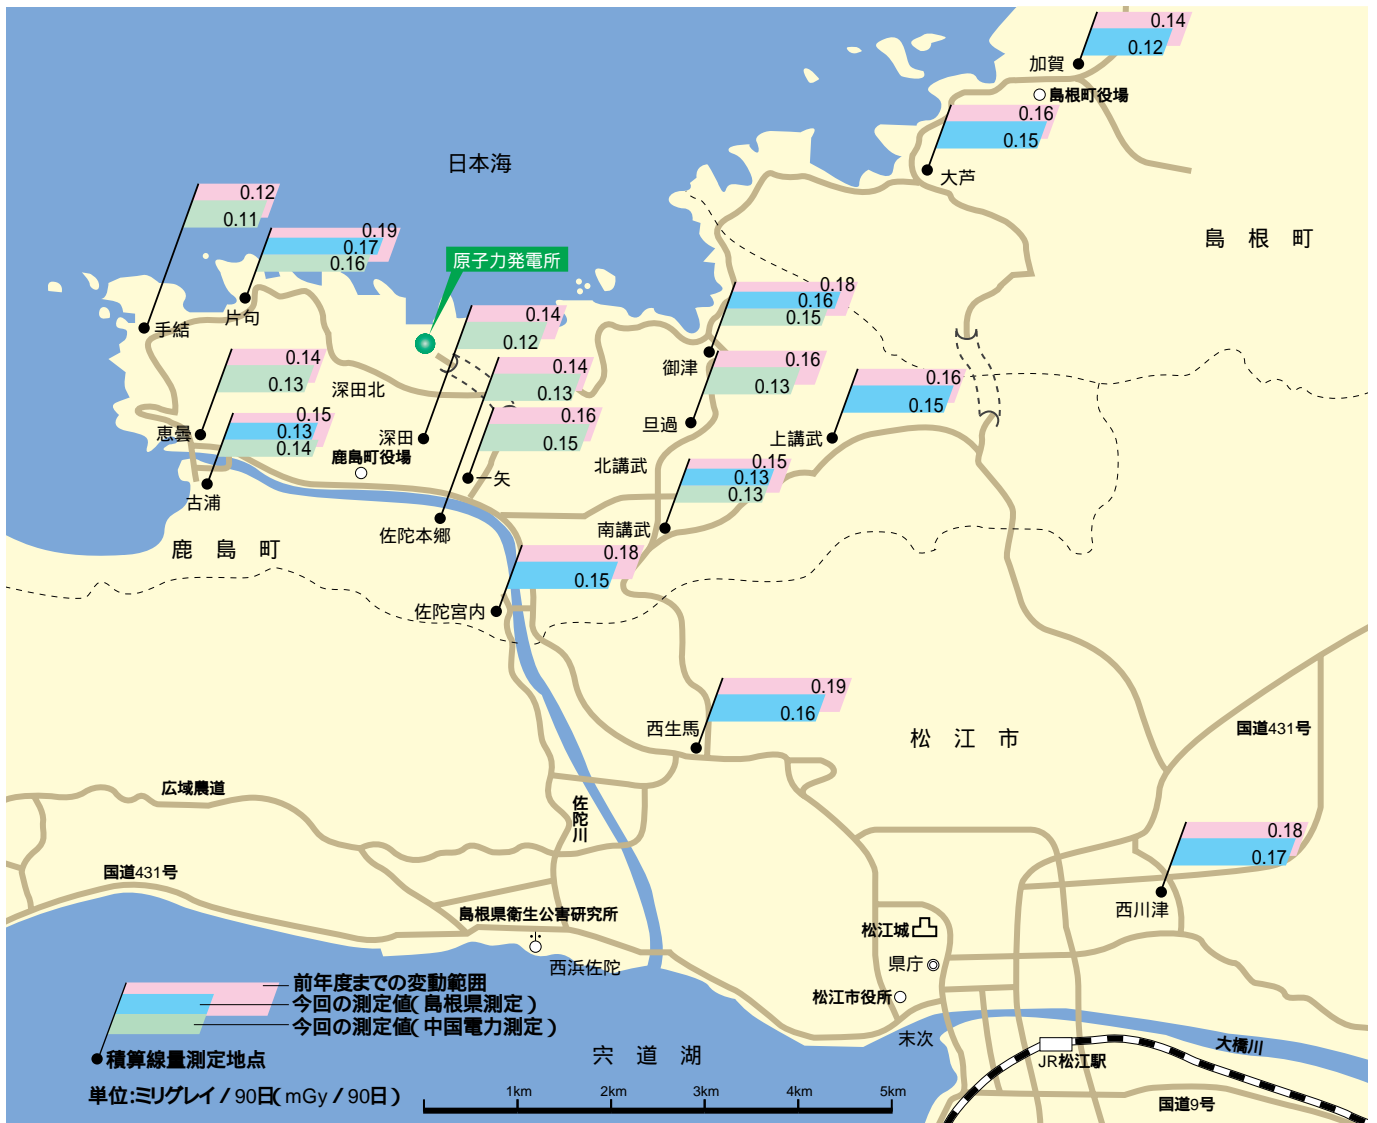 0.14
0.12
加賀
島根町役場
0.16
0.15
大芦
日本海
0.12
0.11
0.19
0.17
0.16
島 根 町
原子力発電所
0.18
0.16
0.15
手結
片句
0.14
0.12
0.14
0.13
深田北
0.14
0.13
御津
0.16
0.13
0.16
0.15
0.15
0.13
0.14
恵曇
深田
0.16
0.15
旦過
上講武
鹿島町役場
古浦
一矢
北講武
0.15
0.13
0.13
佐陀本郷
南講武
鹿 島 町
0.18
0.15
佐陀宮内
0.19
0.16
西生馬
松 江 市
国道431号
広域農道
佐陀川
0.18
0.17
国道431号
西川津
島根県衛生公害研究所
西浜佐陀
松江城
県庁
松江市役所
前年度までの変動範囲
今回の測定値(島根県測定)
今回の測定値(中国電力測定)
積算線量測定地点
単位:ミリグレイ/90日(mGy/90日)
宍 道 湖
末次
大橋川
JR松江駅
国道9号
1km
2km
3km
4km
5km